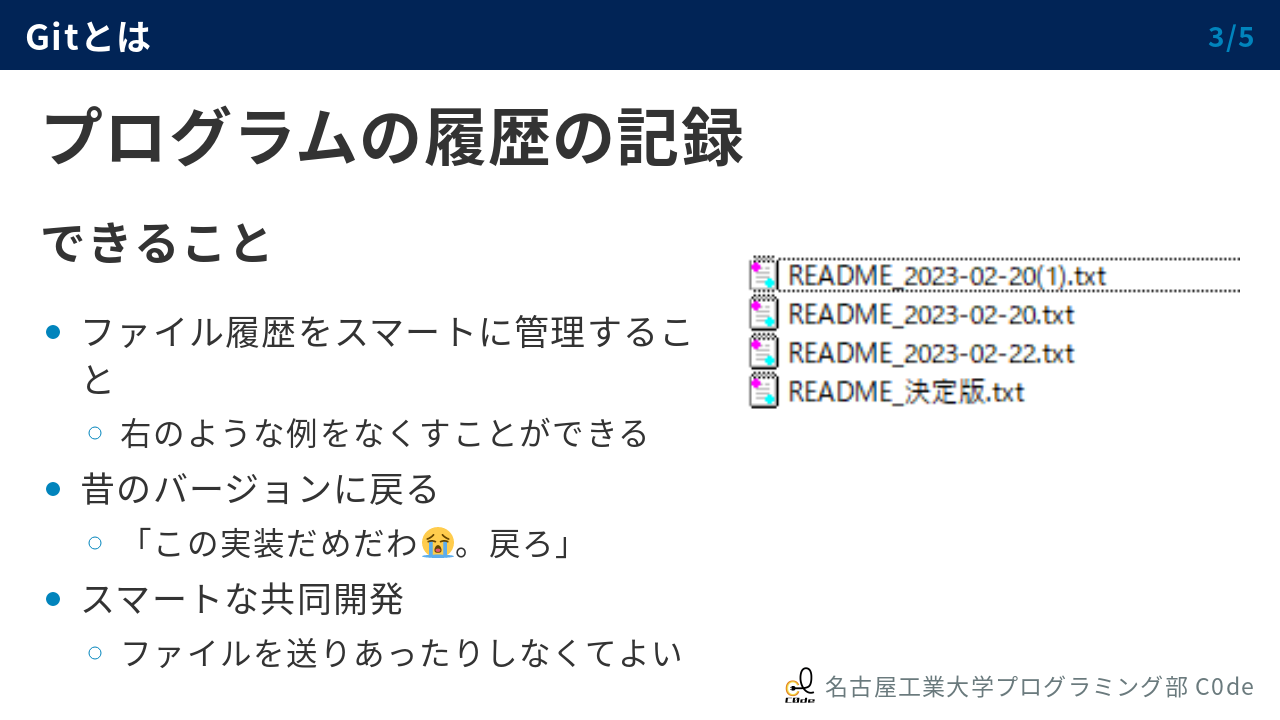 Gitとは
3/5
プログラムの履歴の記録
できること
ファイル履歴をスマートに管理するこ
と
右のような例をなくすことができる
昔のバージョンに戻る
「この実装だめだわ😭。戻ろ」
スマートな共同開発
ファイルを送りあったりしなくてよい
README_2023-02-20(1).txt
README_2023-02-20.txt
README_2023-02-22.txt
README_決定版.txt
C0de
名古屋工業大学プログラミング部 C0de